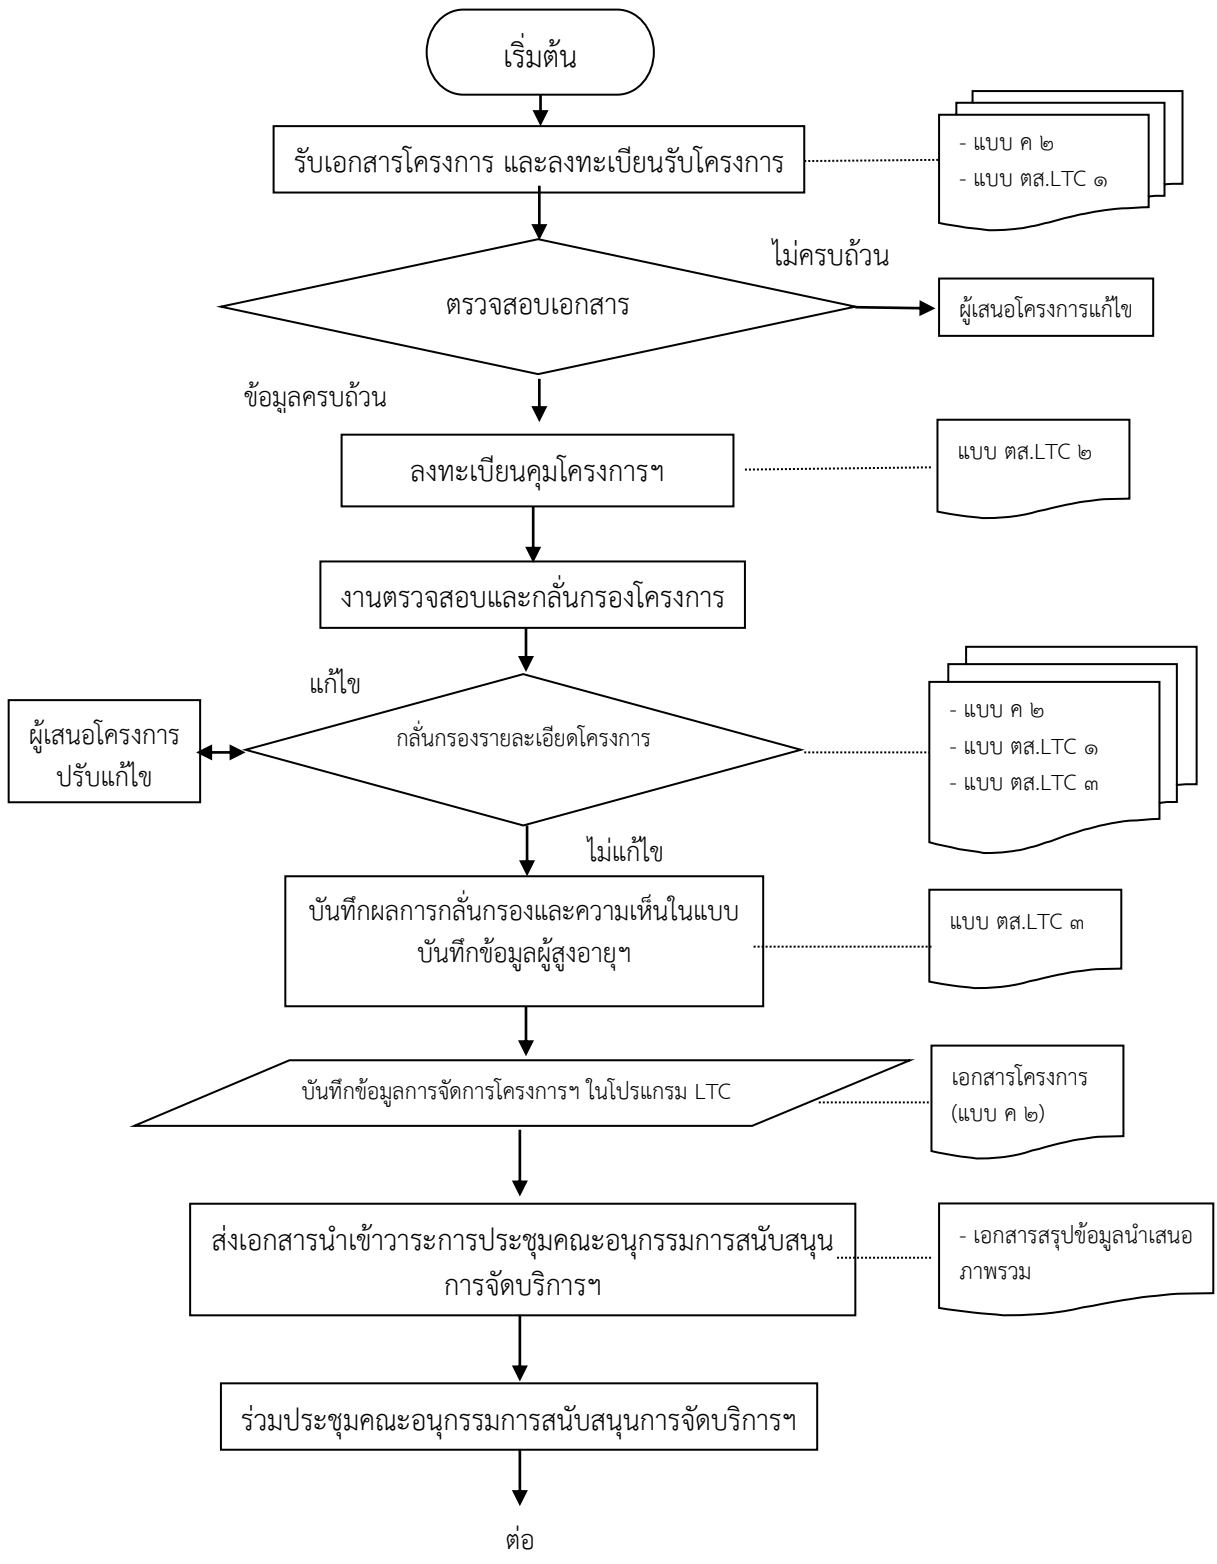 เริ่มต้น
รับเอกสารโครงการ และลงทะเบียนรับโครงการ
- แบบ ค ๒
- แบบ ตส.LTC ๑
ไม่ครบถ้วน
ตรวจสอบเอกสาร
ผู้เสนอโครงการแก้ไข
ข้อมูลครบถ้วน
ลงทะเบียนคุมโครงการฯ
แบบ ตส.LTC ๒
งานตรวจสอบและกลั่นกรองโครงการ
แก้ไข
ผู้เสนอโครงการ
ปรับแก้ไข
กลั่นกรองรายละเอียดโครงการ
- แบบ ค ๒
- แบบ ตส.LTC ๑
- แบบ ตส.LTC ๓
ไม่แก้ไข
บันทึกผลการกลั่นกรองและความเห็นในแบบ
บันทึกข้อมูลผู้สูงอายุฯ
แบบ ตส.LTC ๓
บันทึกข้อมูลการจัดการโครงการฯ ในโปรแกรม LTC
เอกสารโครงการ
(แบบ ค ๒)
ส่งเอกสารนำเข้าวาระการประชุมคณะอนุกรรมการสนับสนุน
การจัดบริการฯ
- เอกสารสรุปข้อมูลนำเสนอ
ภาพรวม
ร่วมประชุมคณะอนุกรรมการสนับสนุนการจัดบริการฯ
ต่อ